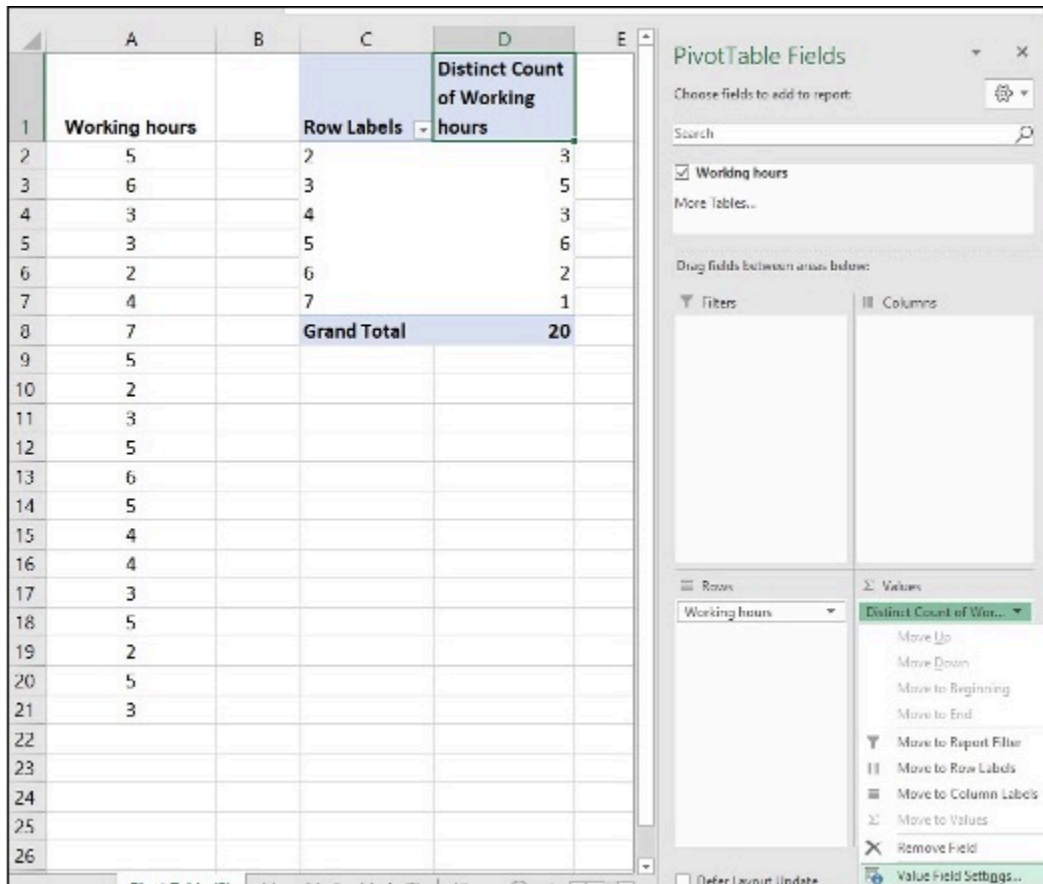 A B C D E
PivotTable Fields
Choose fields to add to report:
Search
Working hours
More Tables...
Drag fields between areas below:
Filters
Columns
Rows
Working hours
Σ Values
Distinct Count of Wor...
Move Up
Move Down
Move to Beginning
Move to End
Move to Report Filter
Move to Row Labels
Move to Column Labels
Σ Move to Values
Remove Field
Value Field Settings...
Defer Layout Update
1 Working hours Row Labels Distinct Count of Working hours
2 5 2 3
3 6 3 5
4 3 4 3
5 3 5 6
6 2 6 2
7 4 7 1
8 7 Grand Total 20
9 5
10 2
11 3
12 5
13 6
14 5
15 4
16 4
17 3
18 5
19 2
20 5
21 3
22
23
24
25
26